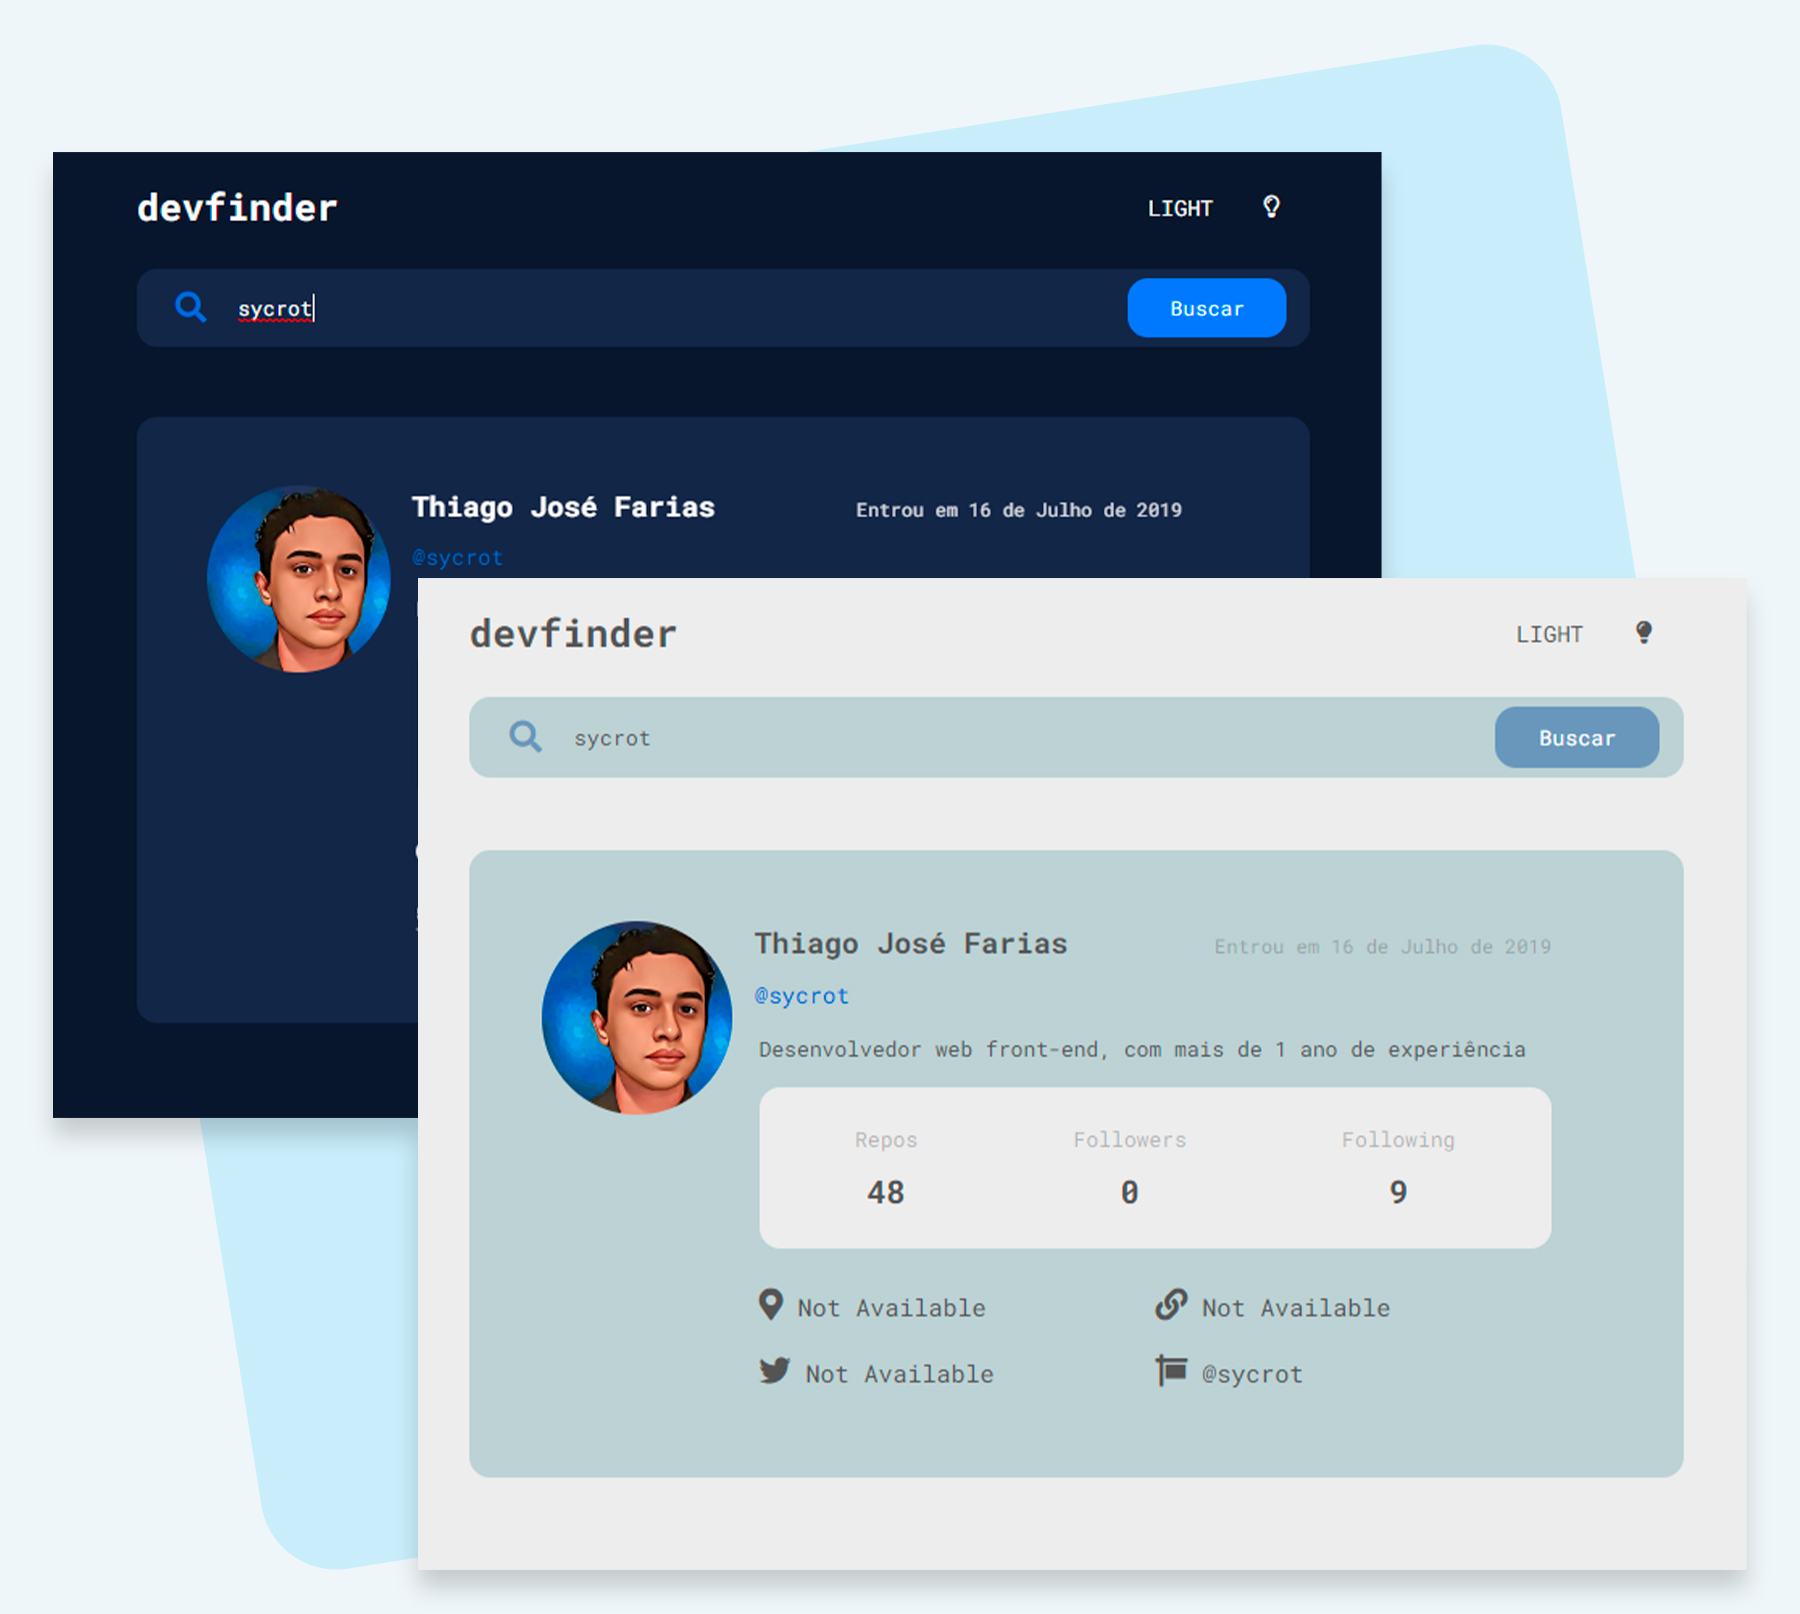 devfinder
LIGHT
sycrot
Buscar
Thiago José Farias
Entrou em 16 de Julho de 2019
@sycrot
devfinder
LIGHT
sycrot
Buscar
Thiago José Farias
Entrou em 16 de Julho de 2019
@sycrot
Desenvolvedor web front-end, com mais de 1 ano de experiência
Repos Followers Following
48 0 9
Not Available Not Available
Not Available @sycrot